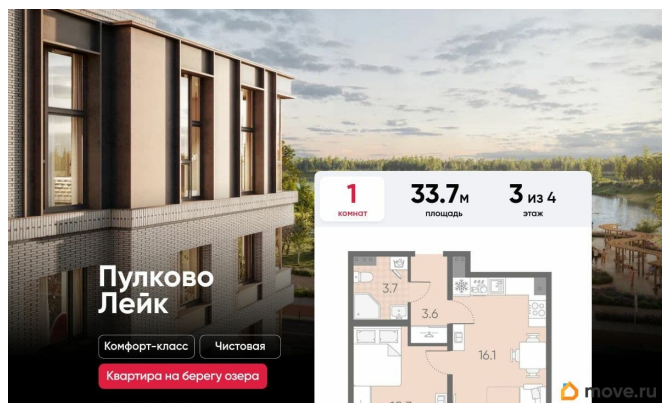 1
комнат
33.7м
площадь
3 из 4
этаж
Пулково
Лейк
Комфорт-класс
Чистовая
Квартира на берегу озера
3.7
3.6
16.1
move.ru